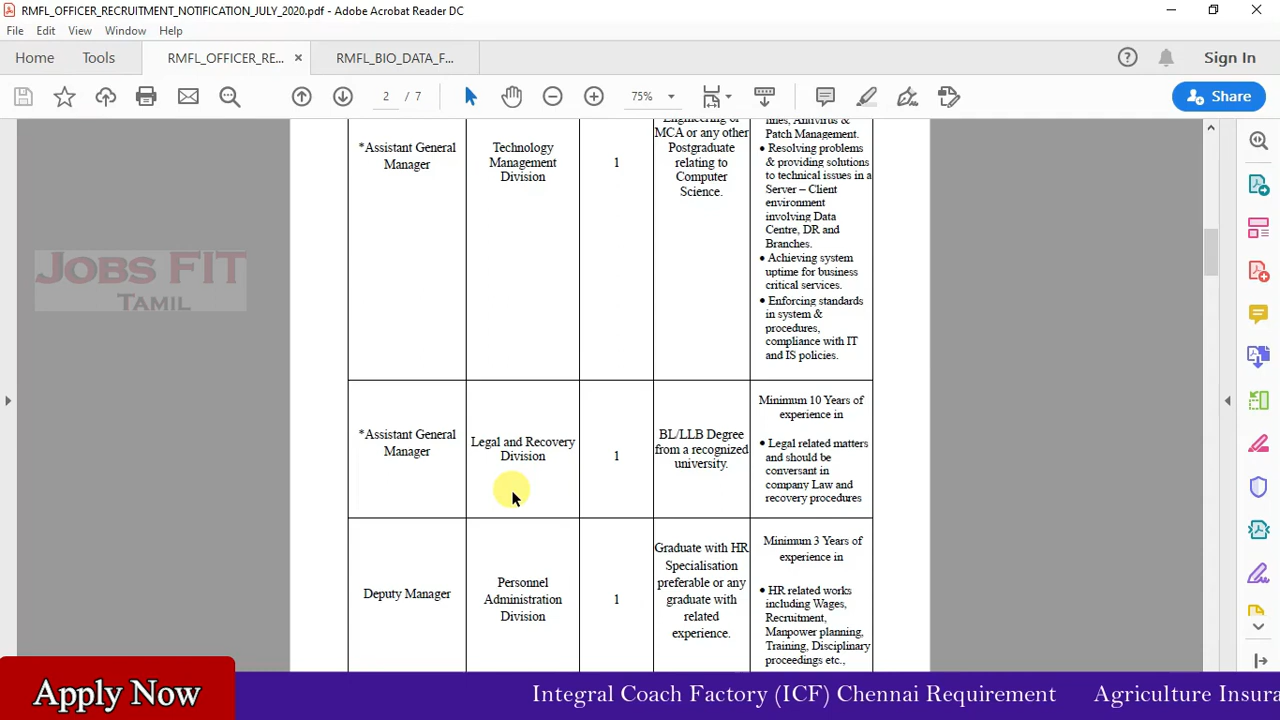 RMFL_OFFICER_RECRUITMENT_NOTIFICATION_JULY_2020.pdf - Adobe Acrobat Reader DC
File Edit View Window Help
Home Tools RMFL_OFFICER_RE... RMFL_BIO_DATA_F... Sign In
2 / 7 75% Share
JOBS FIT
TAMIL
*Assistant General
Manager
Technology
Management
Division
1
Engineering or
MCA or any other
Postgraduate
relating to
Computer
Science.
Patch Management.
• Resolving problems
& providing solutions
to technical issues in a
Server – Client
environment
involving Data
Centre, DR and
Branches.
• Achieving system
uptime for business
critical services.
• Enforcing standards
in system &
procedures,
compliance with IT
and IS policies.
*Assistant General
Manager
Legal and Recovery
Division
1
BL/LLB Degree
from a recognized
university.
Minimum 10 Years of
experience in
• Legal related matters
and should be
conversant in
company Law and
recovery procedures
Deputy Manager
Personnel
Administration
Division
1
Graduate with HR
Specialisation
preferable or any
graduate with
related
experience.
Minimum 3 Years of
experience in
• HR related works
including Wages,
Recruitment,
Manpower planning,
Training, Disciplinary
proceedings etc.,
Apply Now
Integral Coach Factory (ICF) Chennai Requirement Agriculture Insura